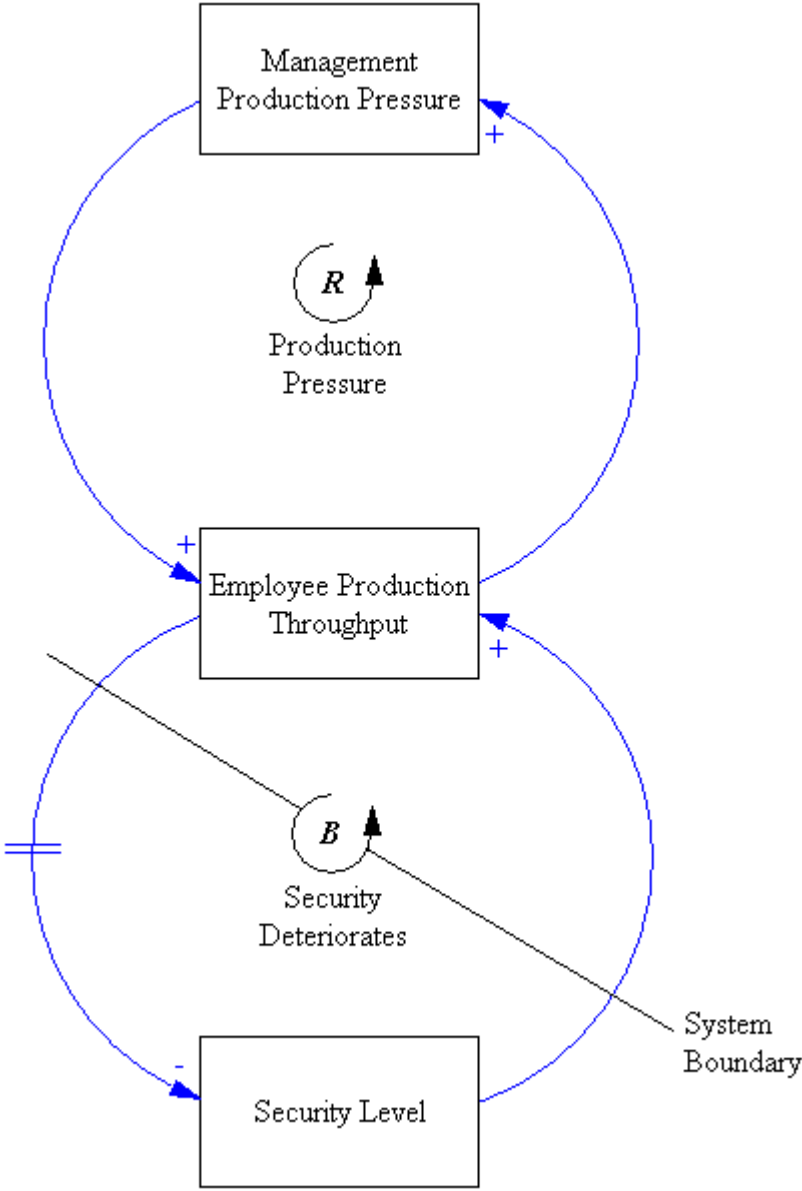 Management
Production Pressure
+
R
Production
Pressure
+
Employee Production
Throughput
+
B
Security
Deteriorates
System
Boundary
-
Security Level